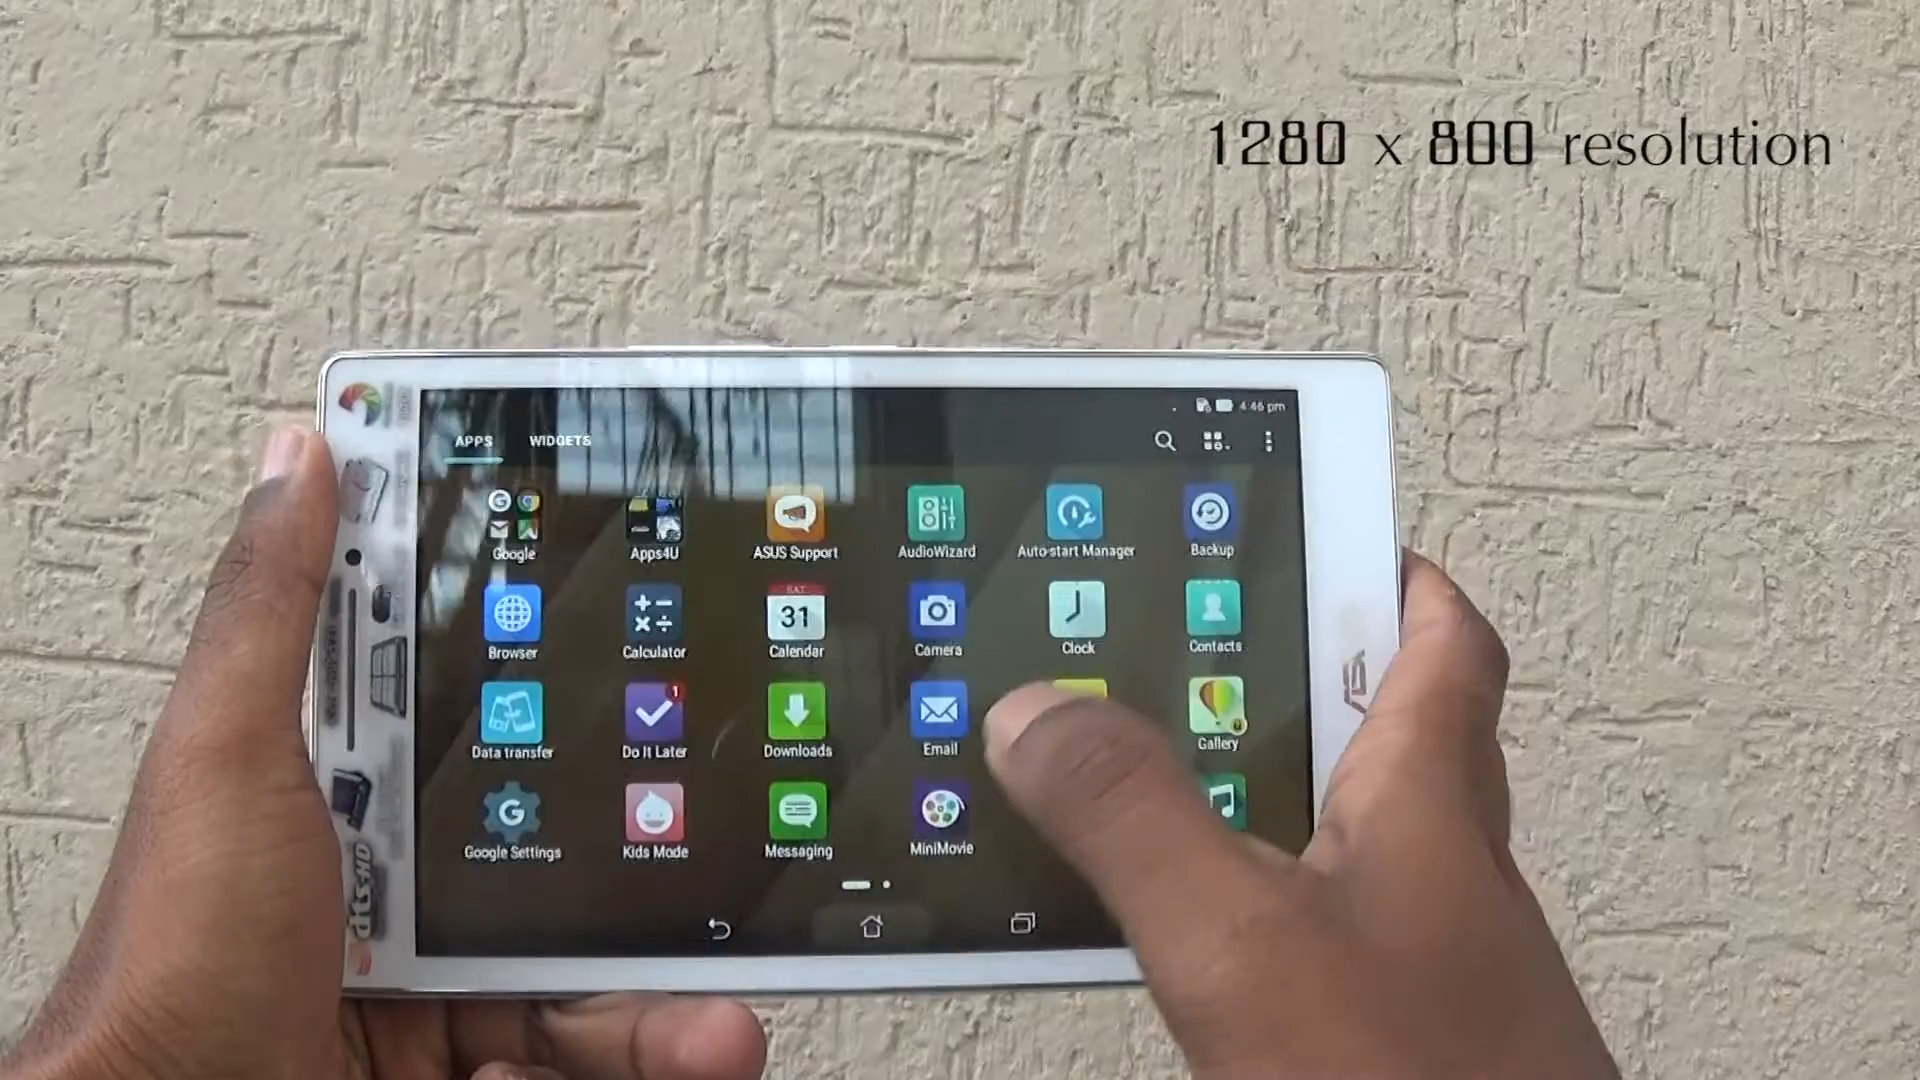 1280 x 800 resolution
4:46 pm
APPS WIDGETS
Google Apps4U ASUS Support AudioWizard Auto-start Manager Backup
SAT
31
Browser Calculator Calendar Camera Clock Contacts
1
Data transfer Do It Later Downloads Email Gallery
Google Settings Kids Mode Messaging MiniMovie
dts-HD